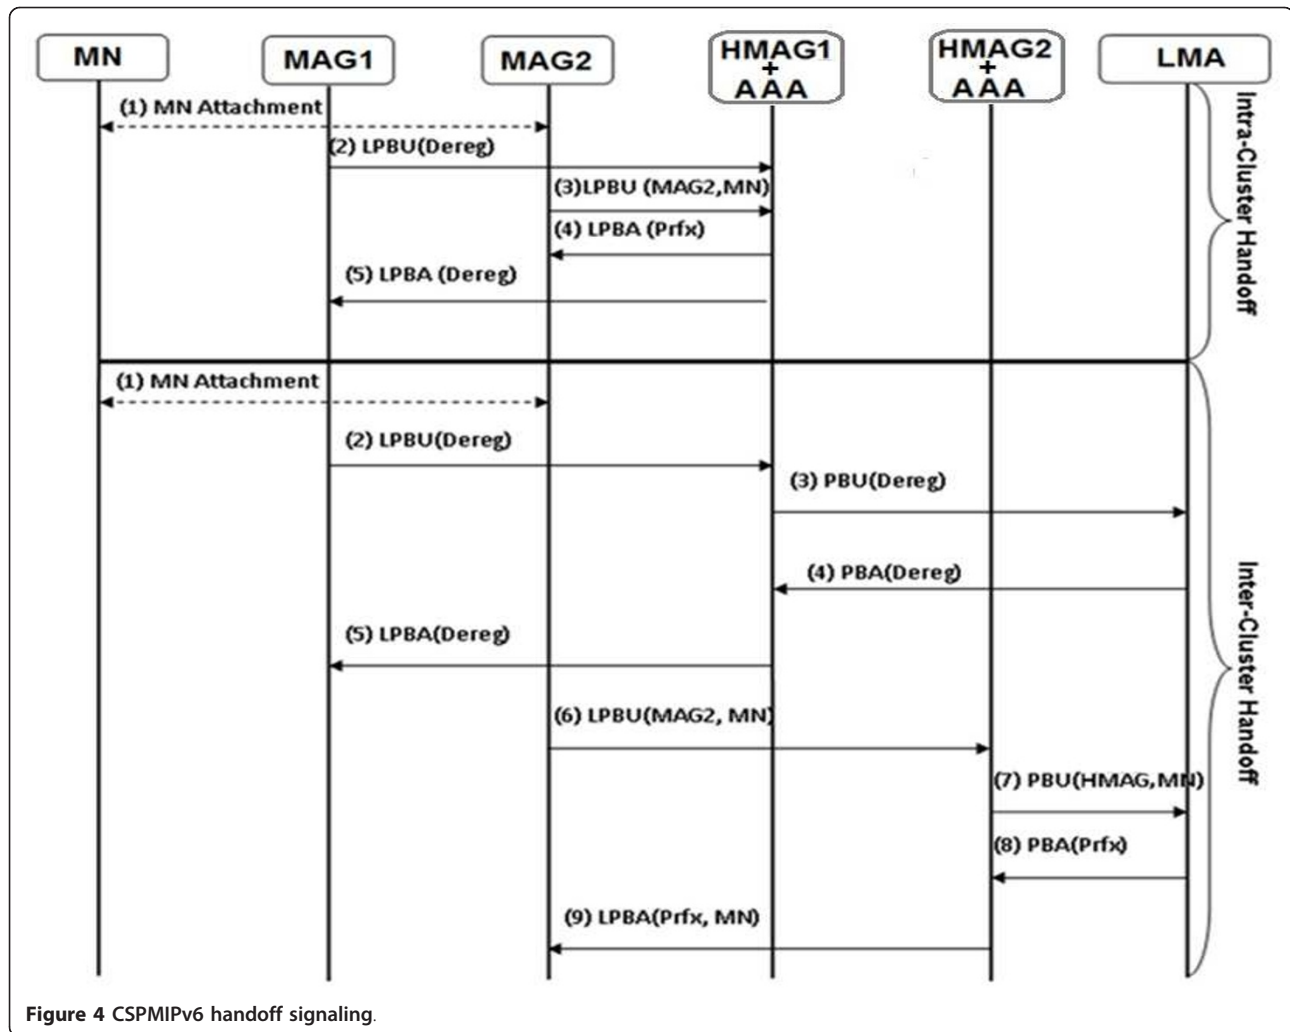 MN
MAG1
MAG2
HMAG1
+
AAA
HMAG2
+
AAA
LMA
(1) MN Attachment
(2) LPBU(Dereg)
(3)LPBU (MAG2,MN)
(4) LPBA (Prfx)
(5) LPBA (Dereg)
Intra-Cluster Handoff
(1) MN Attachment
(2) LPBU(Dereg)
(3) PBU(Dereg)
(4) PBA(Dereg)
(5) LPBA(Dereg)
(6) LPBU(MAG2, MN)
(7) PBU(HMAG,MN)
(8) PBA(Prfx)
(9) LPBA(Prfx, MN)
Inter-Cluster Handoff
Figure 4 CSPMIPv6 handoff signaling.